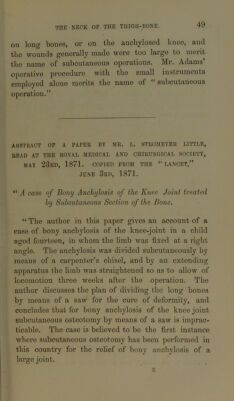 THE NECK OF THE THIGH-BONE. 49
on long bones, or on the anchylosed knee, and
the wounds generally made were too large to merit
the name of subcutaneous operations. Mr. Adams'
operative procedure with the small instruments
employed alone merits the name of "subcutaneous
operation."
ABSTRACT OF A PAPER BY MR. L. STROMEYER LITTLE,
READ AT THE ROYAL MEDICAL AND CHIRURGICAL SOCIETY,
MAY 23RD, 1871. COPIED FROM THE "LANCET,"
JUNE 3RD, 1871.
"A case of Bony Anchylosis of the Knee Joint treated
by Subcutaneous Section of the Bone.
"The author in this paper gives an account of a
case of bony anchylosis of the knee-joint in a child
aged fourteen, in whom the limb was fixed at a right
angle. The anchylosis was divided subcutaneously by
means of a carpenter's chisel, and by an extending
apparatus the limb was straightened so as to allow of
locomotion three weeks after the operation. The
author discusses the plan of dividing the long bones
by means of a saw for the cure of deformity, and
concludes that for bony anchylosis of the knee joint
subcutaneous osteotomy by means of a saw is imprac-
ticable. The case is believed to be the first instance
where subcutaneous osteotomy has been performed in
this country for the relief of bony anchylosis of a
large joint.